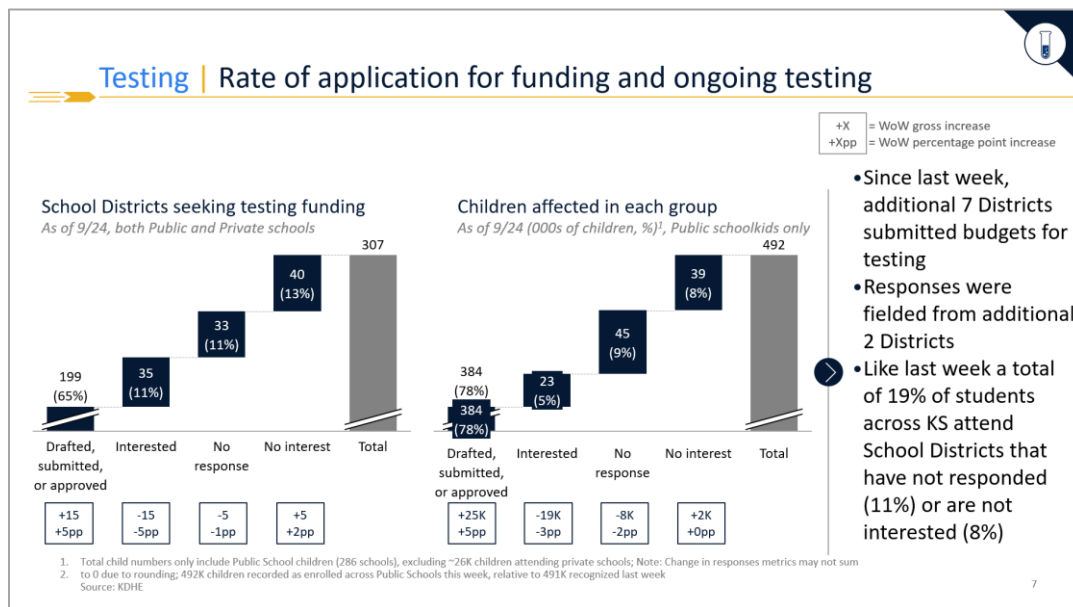 Testing | Rate of application for funding and ongoing testing
+X = WoW gross increase
+Xpp = WoW percentage point increase
School Districts seeking testing funding
As of 9/24, both Public and Private schools
307
40
(13%)
33
(11%)
35
(11%)
199
(65%)
Drafted, submitted, or approved
Interested
No response
No interest
Total
+15
+5pp
-15
-5pp
-5
-1pp
+5
+2pp
Children affected in each group
As of 9/24 (000s of children, %)¹, Public schoolkids only
492
39
(8%)
45
(9%)
23
(5%)
384
(78%)
384
(78%)
Drafted, submitted, or approved
Interested
No response
No interest
Total
+25K
+5pp
-19K
-3pp
-8K
-2pp
+2K
+0pp
•Since last week,
additional 7 Districts
submitted budgets for
testing
•Responses were
fielded from additional
2 Districts
•Like last week a total
of 19% of students
across KS attend
School Districts that
have not responded
(11%) or are not
interested (8%)
1. Total child numbers only include Public School children (286 schools), excluding ~26K children attending private schools; Note: Change in responses metrics may not sum
2. to 0 due to rounding; 492K children recorded as enrolled across Public Schools this week, relative to 491K recognized last week
Source: KDHE
7